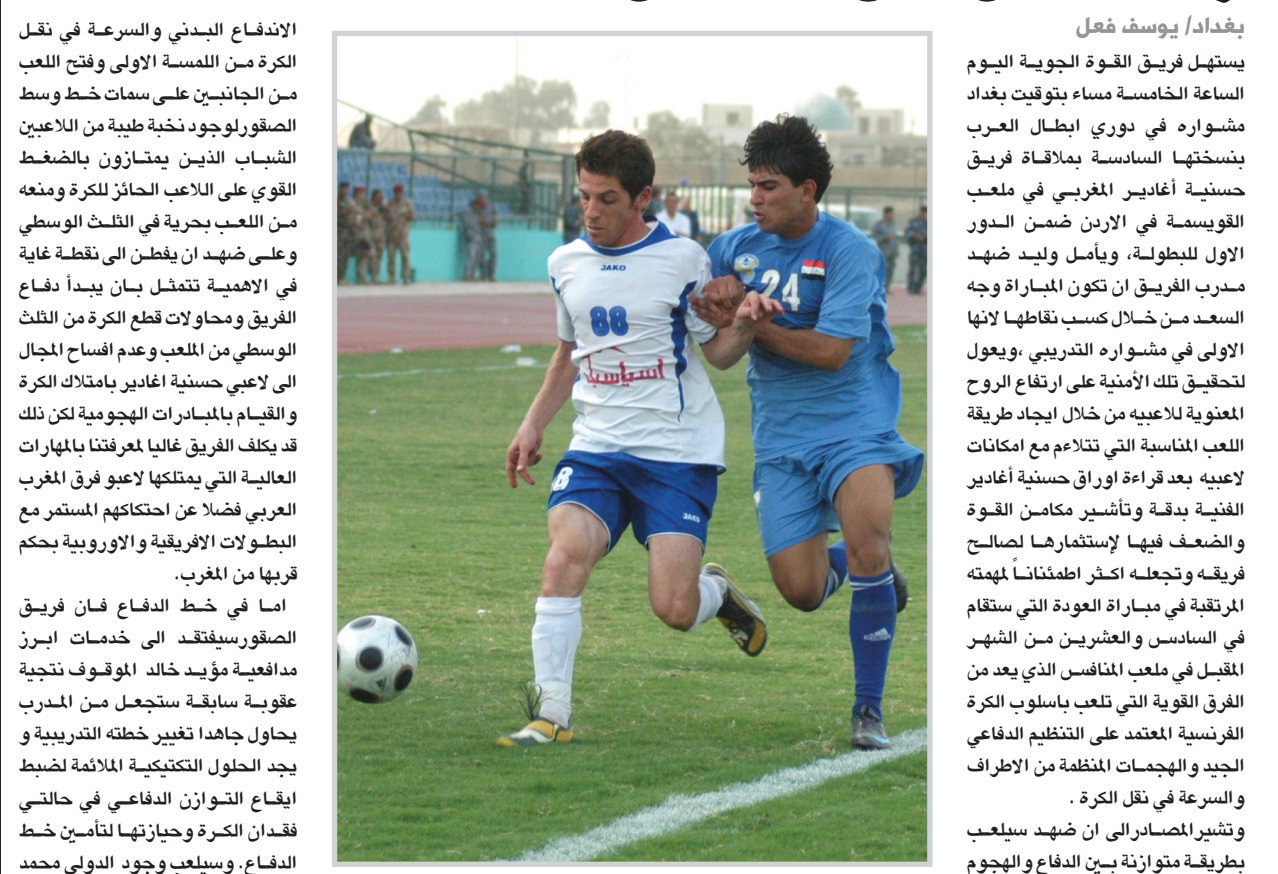 بغداد/ يوسف فعل
يستهل فريق القوة الجوية اليوم
الساعة الخامسة مساء بتوقيت بغداد
مشواره في دوري ابطال العرب
بنسختها السادسة بملاقاة فريق
حسنية أغادير المغربي في ملعب
القويسمة في الاردن ضمن الدور
الاول للبطولة، ويأمل وليد ضهد
مدرب الفريق ان تكون المباراة وجه
السعد من خلال كسب نقاطها لانها
الاولى في مشواره التدريبي ،ويعول
لتحقيق تلك الأمنية على ارتفاع الروح
المعنوية للاعبيه من خلال ايجاد طريقة
اللعب المناسبة التي تتلاءم مع امكانات
لاعبيه بعد قراءة اوراق حسنية أغادير
الفنية بدقة وتأشير مكامن القوة
والضعف فيها لإستثمارها لصالح
فريقه وتجعله اكثر اطمئناناً لمهمته
المرتقبة في مباراة العودة التي ستقام
في السادس والعشرين من الشهر
المقبل في ملعب المنافس الذي يعد من
الفرق القوية التي تلعب باسلوب الكرة
الفرنسية المعتمد على التنظيم الدفاعي
الجيد والهجمات المنظمة من الاطراف
والسرعة في نقل الكرة .
وتشيرالمصادرالى ان ضهد سيلعب
بطريقة متوازنة بين الدفاع والهجوم
JAKO
88
اسياسيل
8
JAKO
24
الاندفاع البدني والسرعة في نقل
الكرة من اللمسة الاولى وفتح اللعب
من الجانبين على سمات خط وسط
الصقورلوجود نخبة طيبة من اللاعبين
الشباب الذين يمتازون بالضغط
القوي على اللاعب الحائز للكرة ومنعه
من اللعب بحرية في الثلث الوسطي
وعلى ضهد ان يفطن الى نقطة غاية
في الاهمية تتمثل بان يبدأ دفاع
الفريق ومحاولات قطع الكرة من الثلث
الوسطي من الملعب وعدم افساح المجال
الى لاعبي حسنية اغادير بامتلاك الكرة
والقيام بالمبادرات الهجومية لكن ذلك
قد يكلف الفريق غاليا لمعرفتنا بالمهارات
العالية التي يمتلكها لاعبو فرق المغرب
العربي فضلا عن احتكاكهم المستمر مع
البطولات الافريقية والاوروبية بحكم
قربها من المغرب.
اما في خط الدفاع فان فريق
الصقورسيفتقد الى خدمات ابرز
مدافعية مؤيد خالد الموقوف نتجية
عقوبة سابقة ستجعل من المدرب
يحاول جاهدا تغيير خطته التدريبية و
يجد الحلول التكتيكية الملائمة لضبط
ايقاع التوازن الدفاعي في حالتي
فقدان الكرة وحيازتها لتأمين خط
الدفاع. وسيلعب وجود الدولي محمد